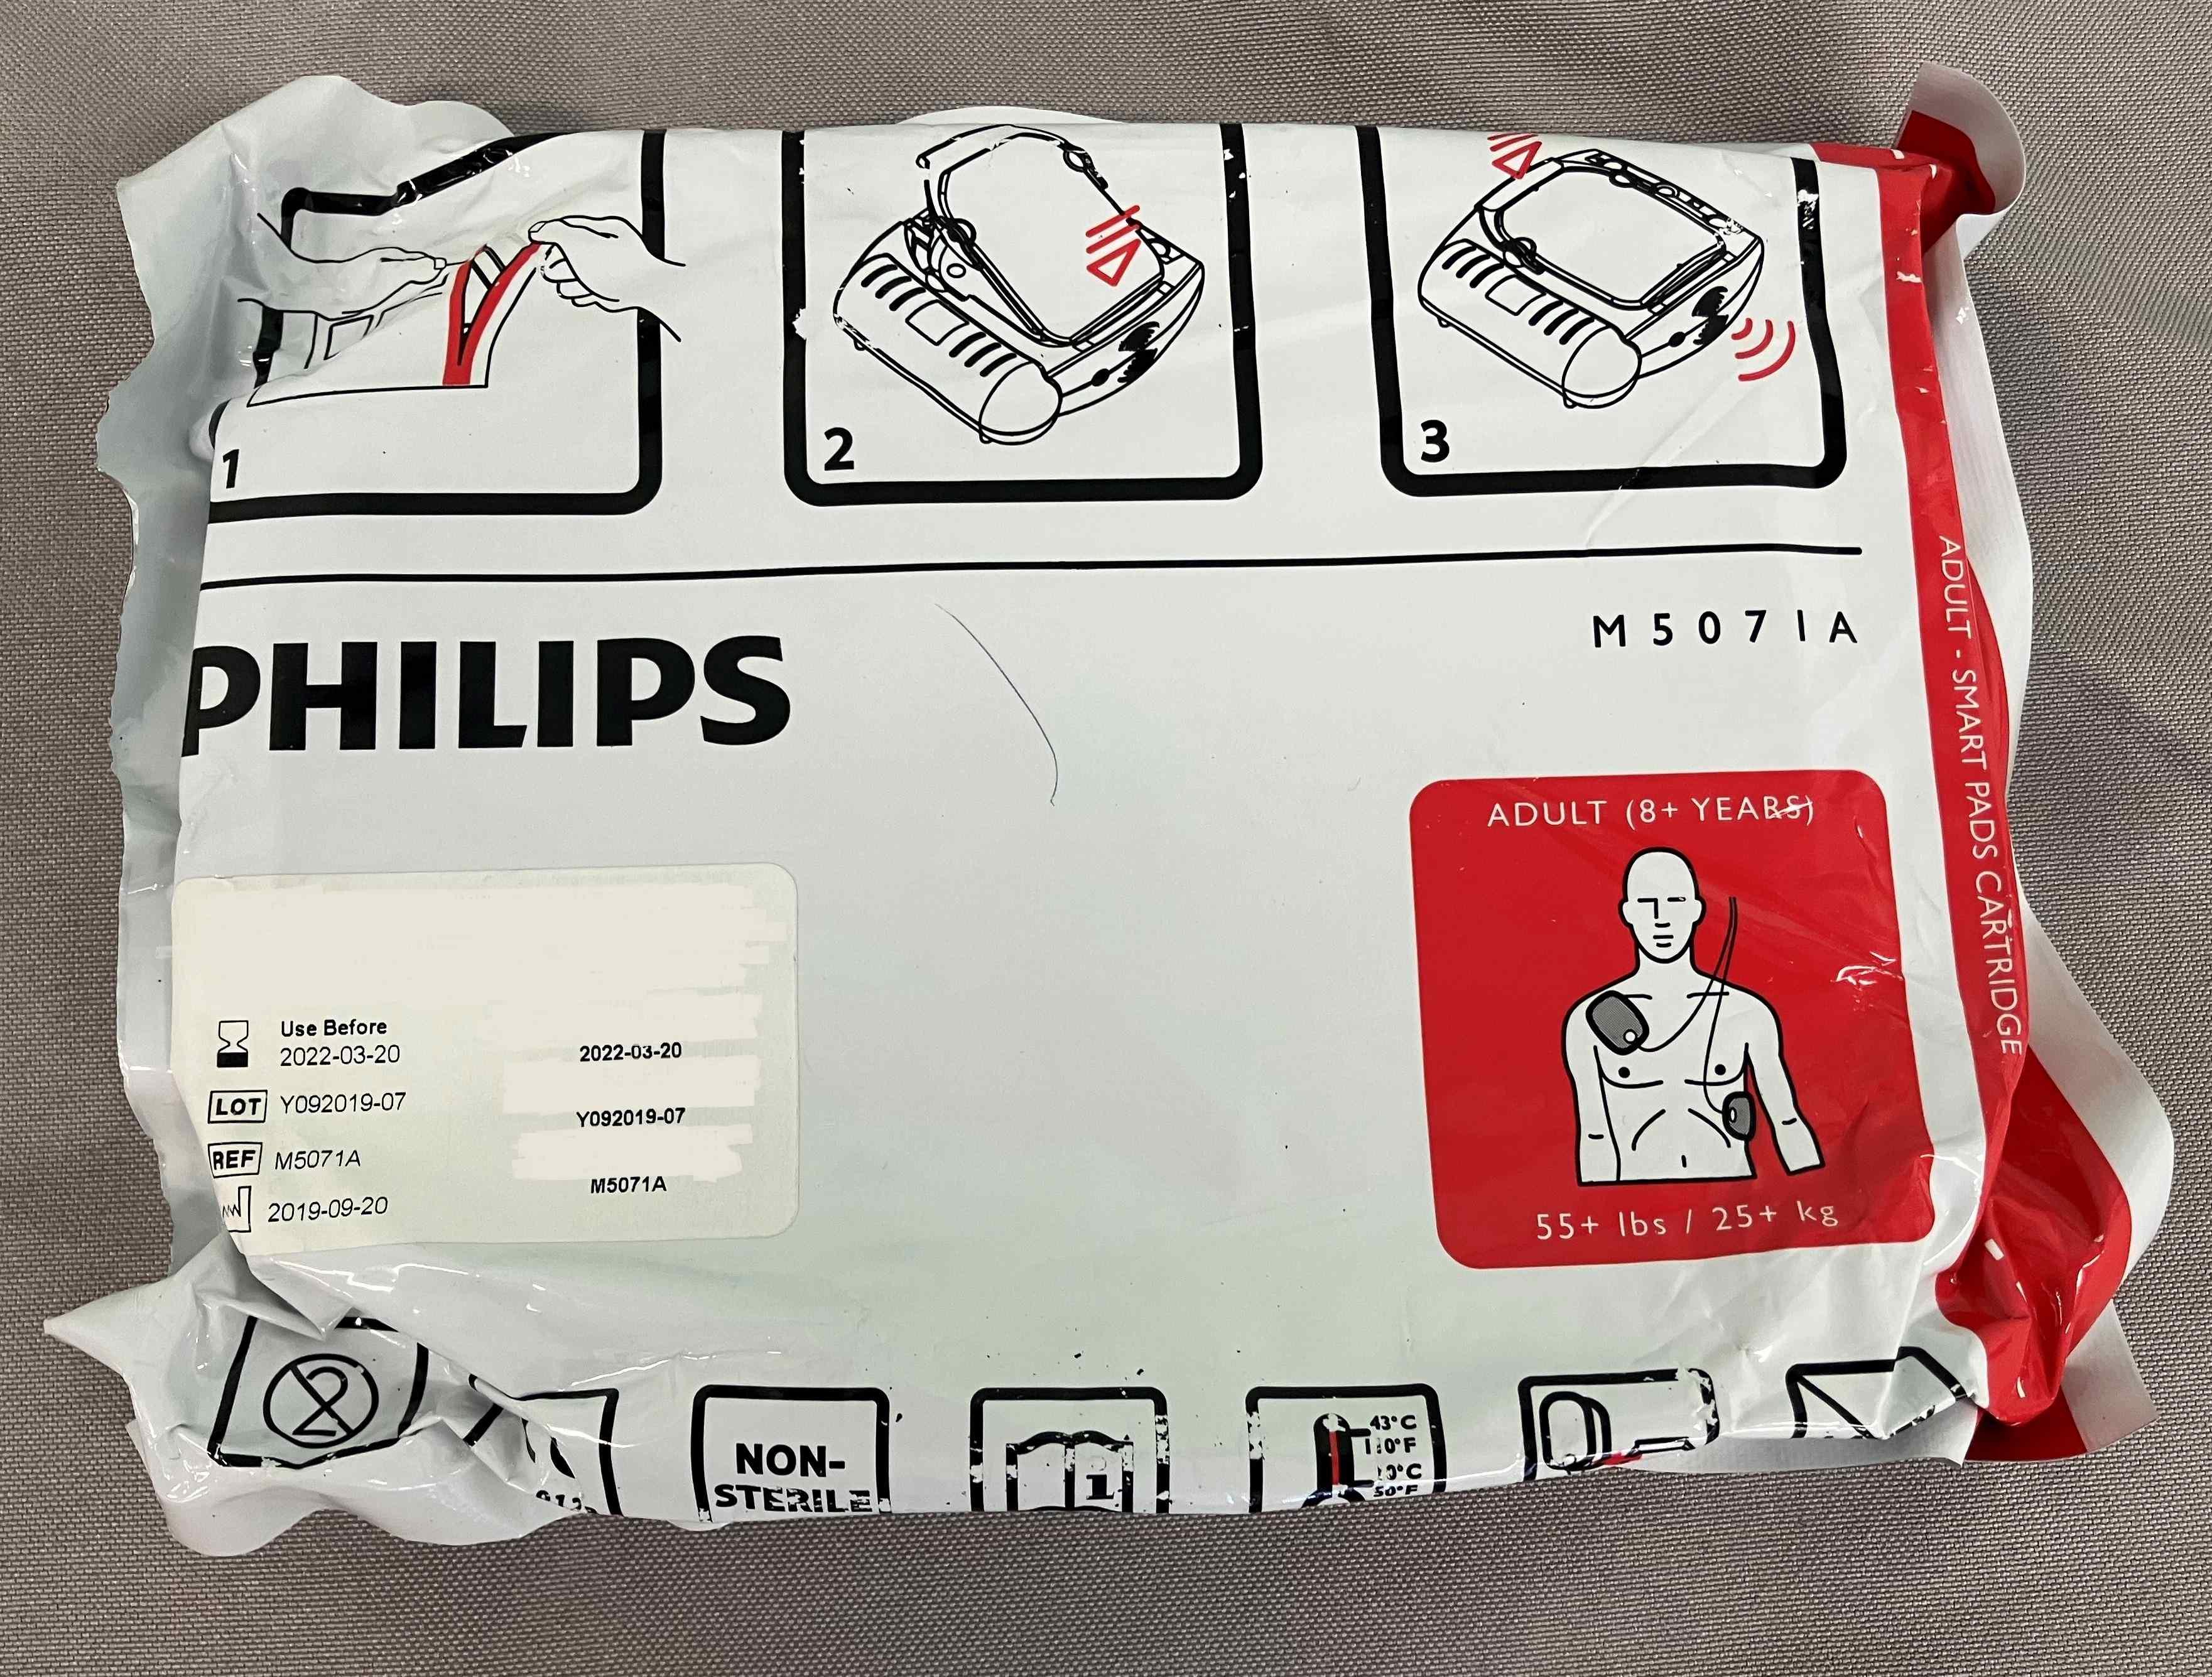 1
2
3
PHILIPS
M5071A
ADULT - SMART PADS CARTRIDGE
ADULT (8+ YEARS)
55+ lbs / 25+ kg
Use Before
2022-03-20
2022-03-20
LOT Y092019-07
Y092019-07
REF M5071A
M5071A
2019-09-20
2
NON-
STERILE
i
43°C
50°F